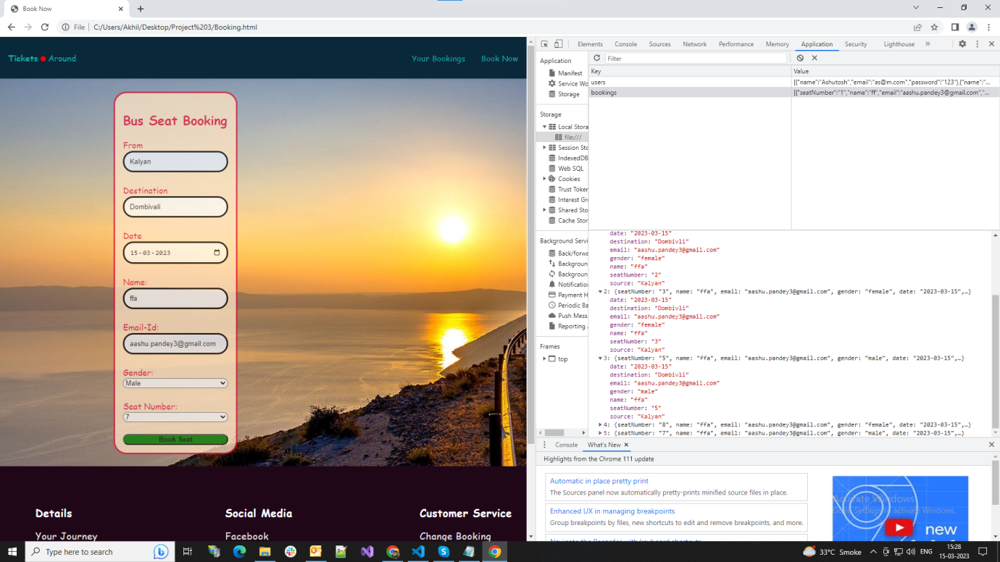 Book Now
File C:/Users/Akhil/Desktop/Project%203/Booking.html
Tickets Around
Your Bookings Book Now
Bus Seat Booking
From
Kalyan
Destination
Dombivali
Date
15-03-2023
Name:
ffa
Email-Id:
aashu.pandey3@gmail.com
Gender:
Male
Seat Number:
7
Book Seat
Details
Your Journey
Social Media
Facebook
Customer Service
Change Booking
Elements Console Sources Network Performance Memory Application Security Lighthouse »
Application
Manifest
Service Wo
Storage
Storage
Local Stora
file:///
Session Sto
IndexedDB
Web SQL
Cookies
Trust Token
Interest Gro
Shared Sto
Cache Stor
Background Servi
Back/forwa
Backgroun
Backgroun
Notification
Payment H
Periodic Ba
Push Mess
Reporting
Frames
top
Filter
Key Value
users [{"name":"Ashutosh","email":"as@m.com","password":"123"},{"name":"...
bookings [{"seatNumber":"1","name":"ff","email":"aashu.pandey3@gmail.com","...
date: "2023-03-15"
destination: "Dombivli"
email: "aashu.pandey3@gmail.com"
gender: "female"
name: "ffa"
seatNumber: "2"
source: "Kalyan"
2: {seatNumber: "3", name: "ffa", email: "aashu.pandey3@gmail.com", gender: "female", date: "2023-03-15",…}
date: "2023-03-15"
destination: "Dombivli"
email: "aashu.pandey3@gmail.com"
gender: "female"
name: "ffa"
seatNumber: "3"
source: "Kalyan"
3: {seatNumber: "5", name: "ffa", email: "aashu.pandey3@gmail.com", gender: "male", date: "2023-03-15",…}
date: "2023-03-15"
destination: "Dombivli"
email: "aashu.pandey3@gmail.com"
gender: "male"
name: "ffa"
seatNumber: "5"
source: "Kalyan"
4: {seatNumber: "8", name: "ffa", email: "aashu.pandey3@gmail.com", gender: "female", date: "2023-03-15",…}
5: {seatNumber: "7", name: "ffa", email: "aashu.pandey3@gmail.com", gender: "male", date: "2023-03-15",…}
Console What's New
Highlights from the Chrome 111 update
Automatic in place pretty print
The Sources panel now automatically pretty-prints minified source files in place.
Enhanced UX in managing breakpoints
Group breakpoints by files, new shortcuts to edit and remove breakpoints, and more.
Navigate the Recorder with keyboard shortcuts
Activate Windows
Go to Settings to activate Windows.
new
Type here to search
33°C Smoke
ENG
15:28
15-03-2023